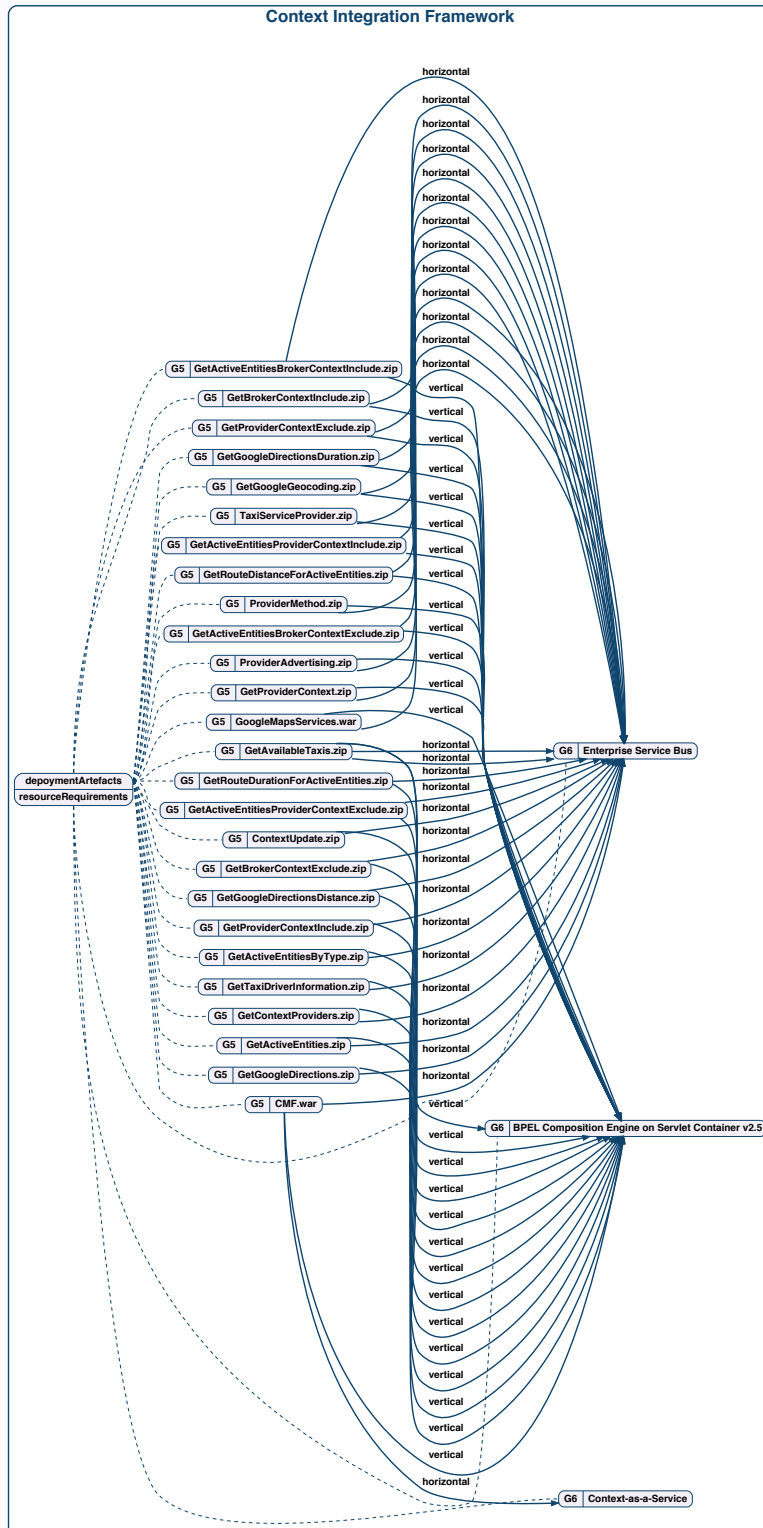 Context Integration Framework
horizontal
horizontal
horizontal
horizontal
horizontal
horizontal
horizontal
horizontal
horizontal
horizontal
horizontal
horizontal
horizontal
G5 GetActiveEntitiesBrokerContextInclude.zip
vertical
G5 GetBrokerContextInclude.zip
vertical
G5 GetProviderContextExclude.zip
vertical
G5 GetGoogleDirectionsDuration.zip
vertical
G5 GetGoogleGeocoding.zip
vertical
G5 TaxiServiceProvider.zip
vertical
G5 GetActiveEntitiesProviderContextInclude.zip
vertical
G5 GetRouteDistanceForActiveEntities.zip
vertical
G5 ProviderMethod.zip
vertical
G5 GetActiveEntitiesBrokerContextExclude.zip
vertical
G5 ProviderAdvertising.zip
vertical
G5 GetProviderContext.zip
vertical
G5 GoogleMapsServices.war
vertical
G5 GetAvailableTaxis.zip
horizontal
G6 Enterprise Service Bus
horizontal
depoymentArtefacts
resourceRequirements
G5 GetRouteDurationForActiveEntities.zip
horizontal
horizontal
G5 GetActiveEntitiesProviderContextExclude.zip
horizontal
G5 ContextUpdate.zip
horizontal
G5 GetBrokerContextExclude.zip
horizontal
G5 GetGoogleDirectionsDistance.zip
horizontal
G5 GetProviderContextInclude.zip
horizontal
G5 GetActiveEntitiesByType.zip
horizontal
G5 GetTaxiDriverInformation.zip
horizontal
G5 GetContextProviders.zip
horizontal
G5 GetActiveEntities.zip
horizontal
G5 GetGoogleDirections.zip
horizontal
G5 CMF.war
vertical
G6 BPEL Composition Engine on Servlet Container v2.5
vertical
vertical
vertical
vertical
vertical
vertical
vertical
vertical
vertical
vertical
vertical
vertical
vertical
horizontal
G6 Context-as-a-Service